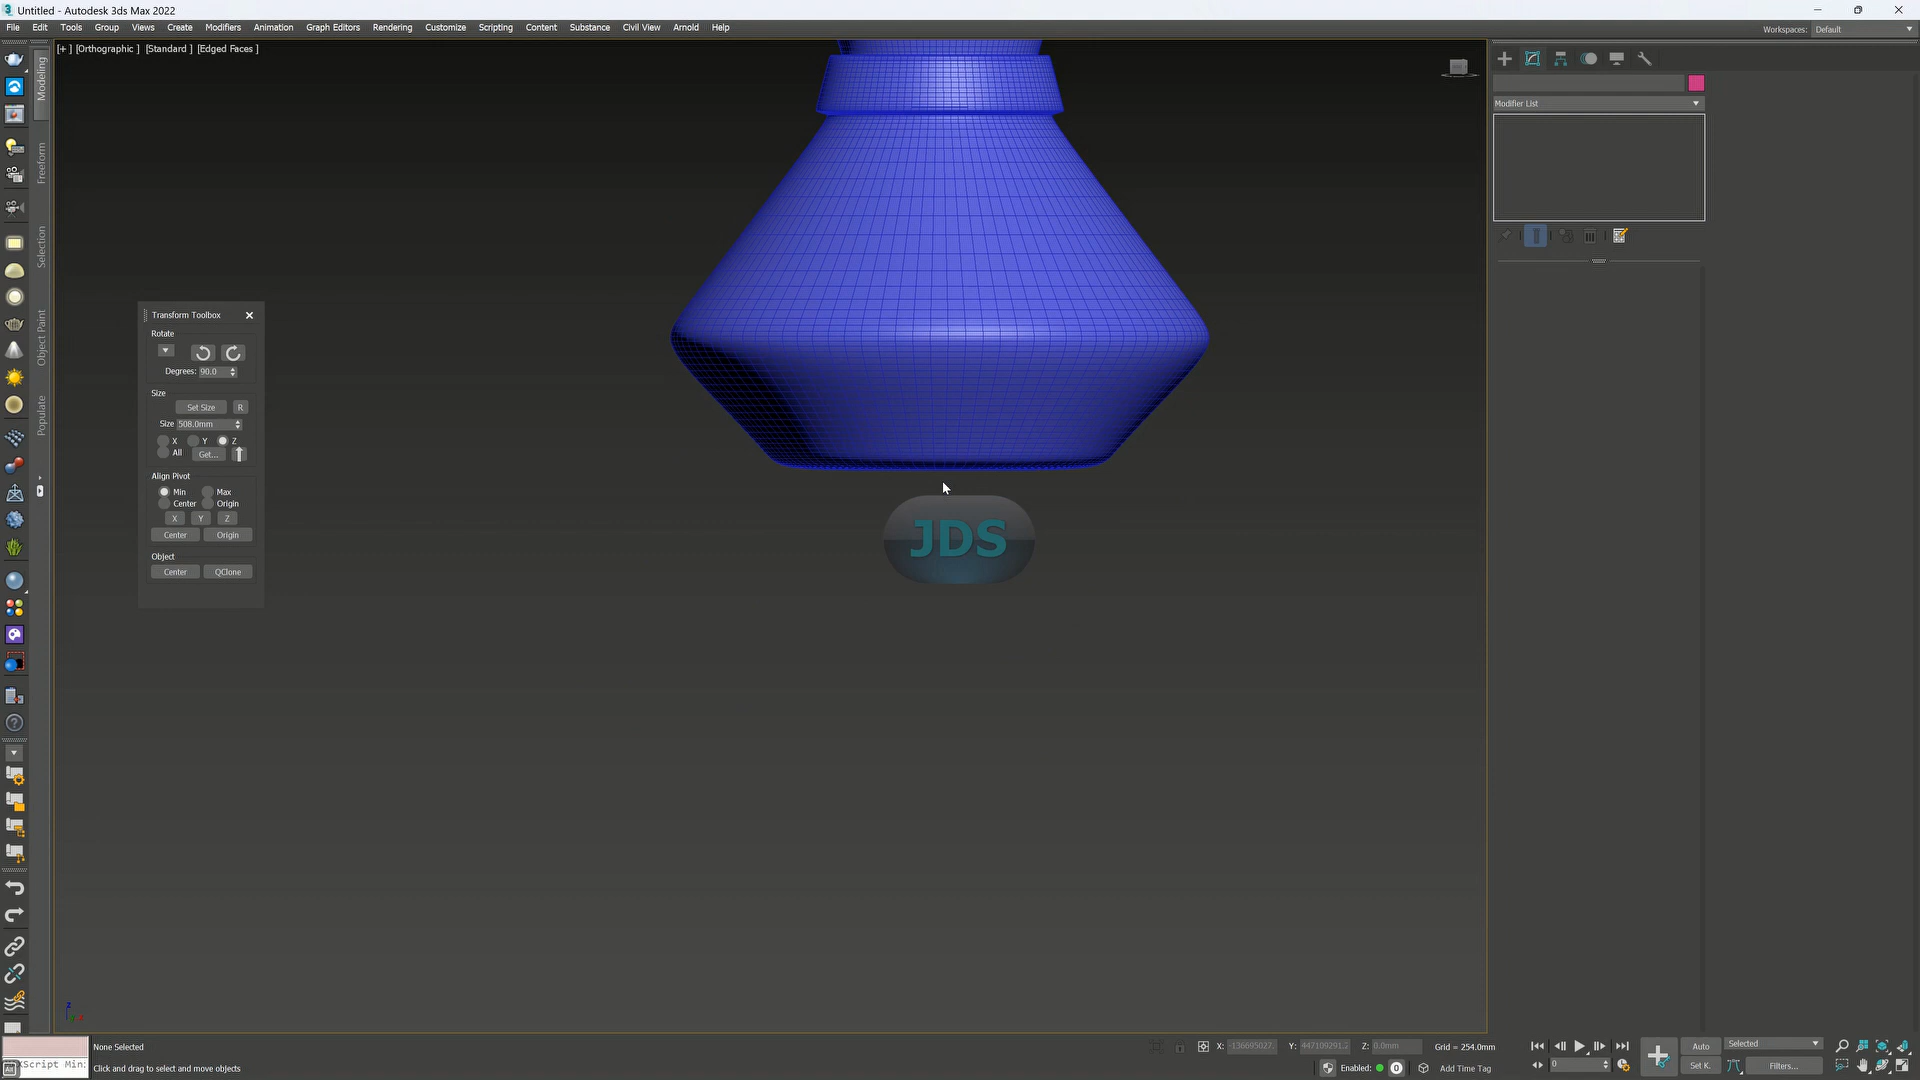 Untitled - Autodesk 3ds Max 2022
File Edit Tools Group Views Create Modifiers Animation Graph Editors Rendering Customize Scripting Content Substance Civil View Arnold Help
Workspaces: Default
[+] [Orthographic ] [Standard ] [Edged Faces ]
Modeling
Freeform
Selection
Object Paint
Populate
Modifier List
Transform Toolbox
Rotate
Degrees: 90.0
Size
Set Size R
Size 508.0mm
X Y Z
All Get...
Align Pivot
Min Max
Center Origin
X Y Z
Center Origin
Object
Center QClone
JDS
None Selected
Click and drag to select and move objects
X: Y: Z: 0.0mm Grid = 254.0mm
Enabled: 0 Add Time Tag
0
Auto Selected
Set K. Filters...